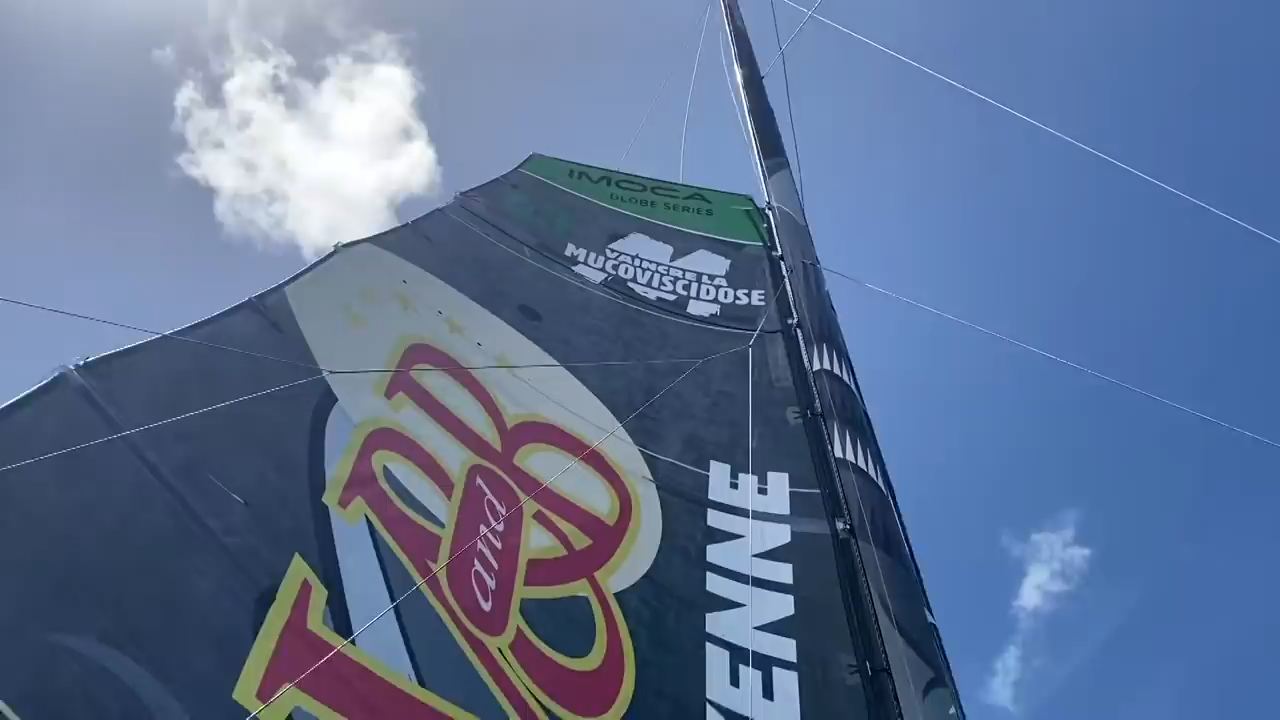 IMOCA
GLOBE SERIES
VAINCRE LA
MUCOVISCIDOSE
and
B
ENNE